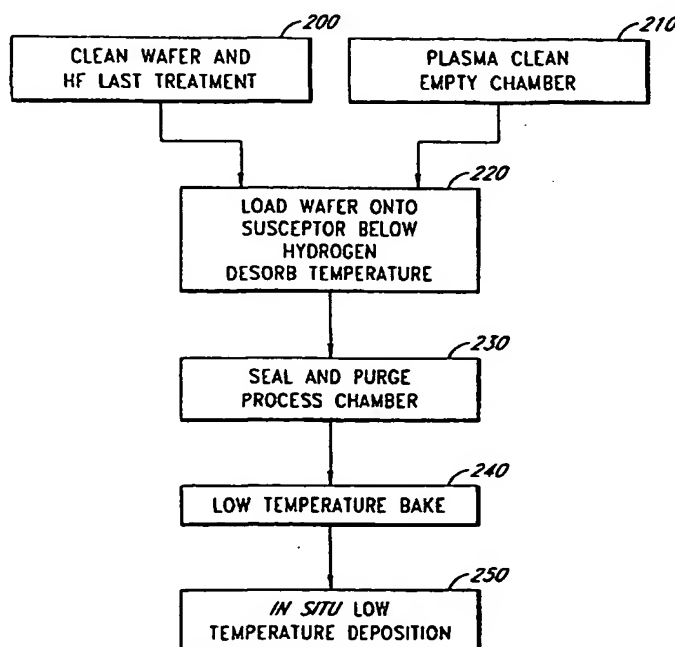 200
CLEAN WAFER AND
HF LAST TREATMENT
210
PLASMA CLEAN
EMPTY CHAMBER
220
LOAD WAFER ONTO
SUSCEPTOR BELOW
HYDROGEN
DESORB TEMPERATURE
230
SEAL AND PURGE
PROCESS CHAMBER
240
LOW TEMPERATURE BAKE
250
IN SITU LOW
TEMPERATURE DEPOSITION